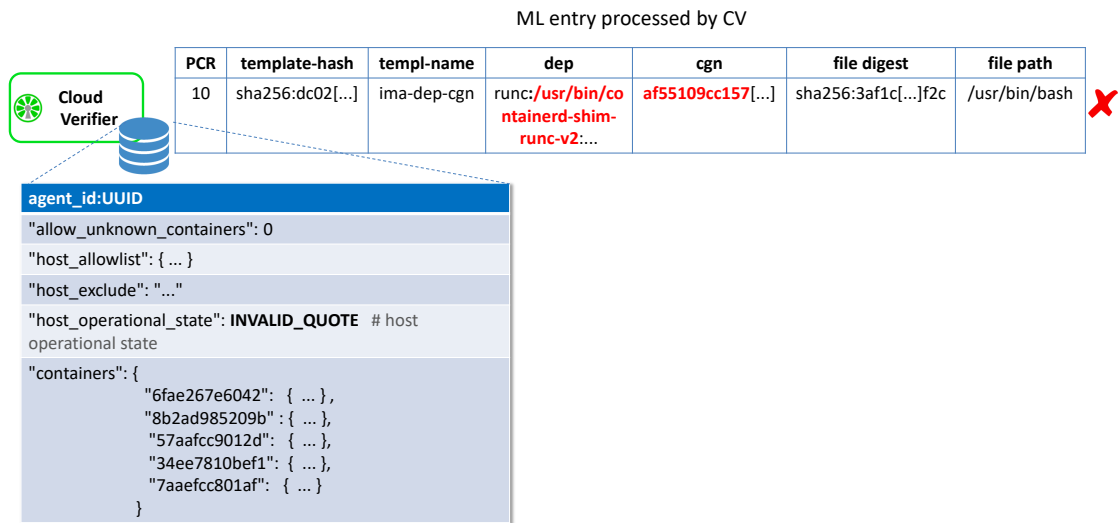 ML entry processed by CV
PCR template-hash templ-name dep cgn file digest file path
10 sha256:dc02[...] ima-dep-cgn runc:/usr/bin/co af55109cc157[...] sha256:3af1c[...]f2c /usr/bin/bash
ntainerd-shim-
runc-v2:...
Cloud
Verifier
agent_id:UUID
"allow_unknown_containers": 0
"host_allowlist": { ... }
"host_exclude": "..."
"host_operational_state": INVALID_QUOTE # host
operational state
"containers": {
"6fae267e6042": { ... } ,
"8b2ad985209b" : { ... },
"57aafcc9012d": { ... },
"34ee7810bef1": { ... },
"7aaefcc801af": { ... }
}